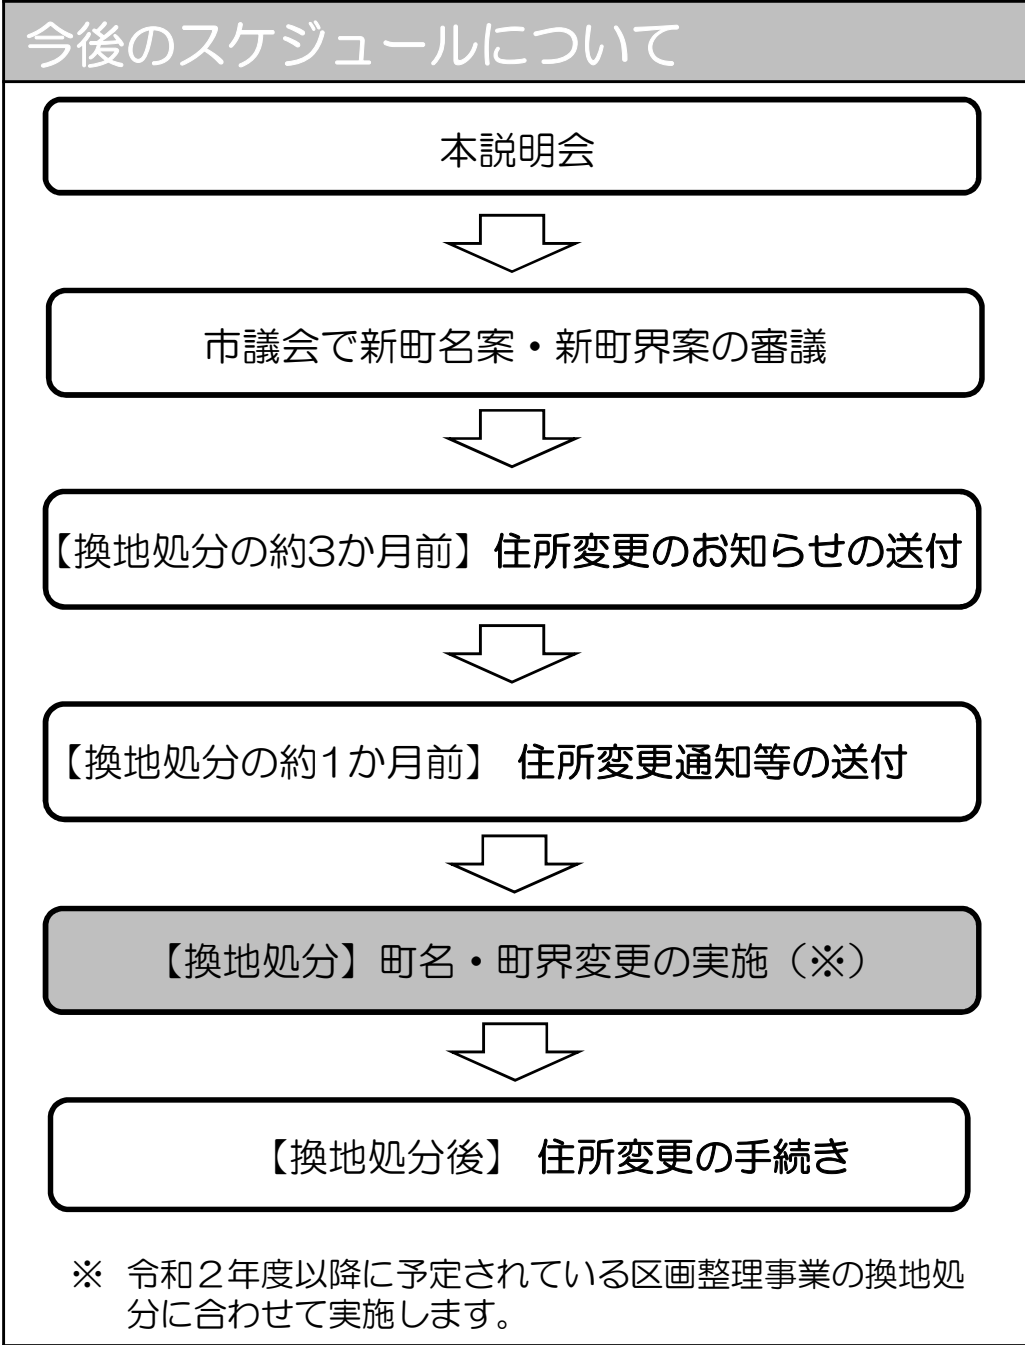 今後のスケジュールについて
本説明会
市議会で新町名案・新町界案の審議
【換地処分の約3か月前】住所変更のお知らせの送付
【換地処分の約1か月前】 住所変更通知等の送付
【換地処分】町名・町界変更の実施（※）
【換地処分後】 住所変更の手続き
※ 令和２年度以降に予定されている区画整理事業の換地処
分に合わせて実施します。